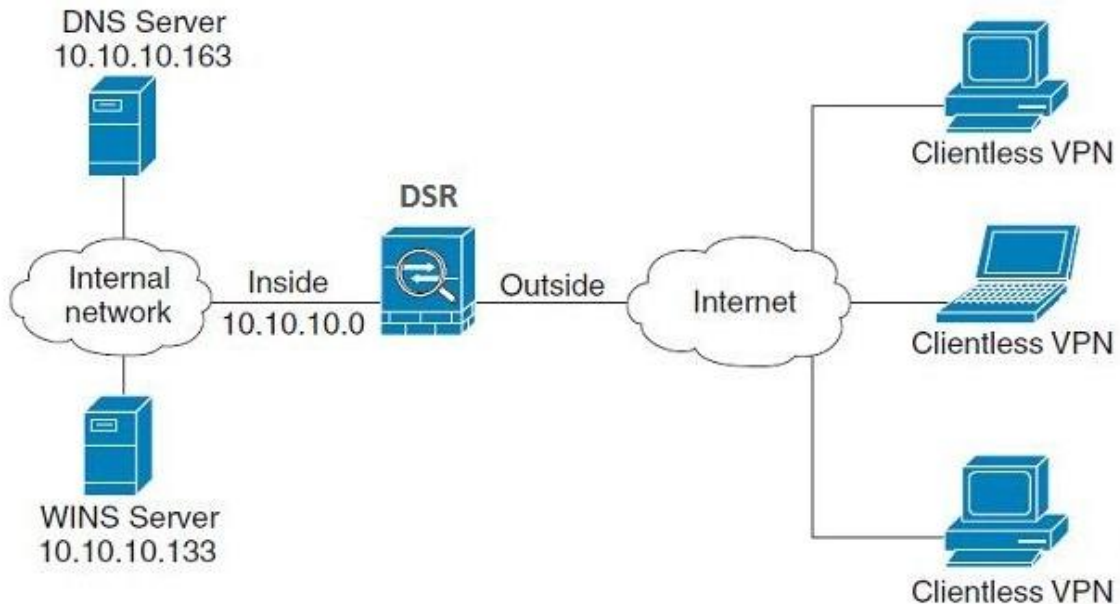 DNS Server
10.10.10.163
DSR
Internal
network
Inside
10.10.10.0
Outside
Internet
Clientless VPN
Clientless VPN
WINS Server
10.10.10.133
Clientless VPN